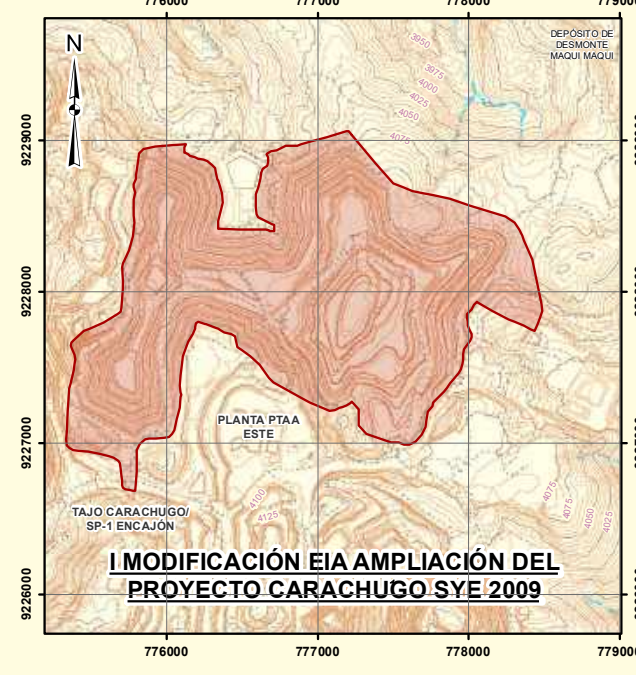 776000
777000
778000
779000
N
DEPÓSITO DE
DESMONTE
MAQUI MAQUI
3950
3975
4000
4025
4050
4075
9229000
9228000
9227000
PLANTA PTAA
ESTE
4100
4125
4075
4075
4050
4025
TAJO CARACHUGO/
SP-1 ENCAJÓN
I MODIFICACIÓN EIA AMPLIACIÓN DEL
PROYECTO CARACHUGO SYE 2009
9226000
776000
777000
778000